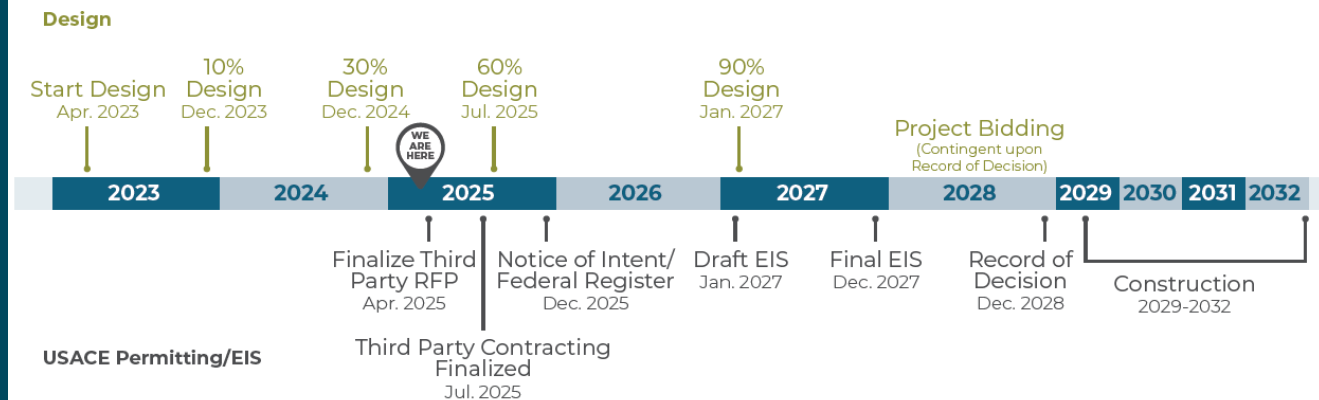 Design
Start Design
Apr. 2023
10%
Design
Dec. 2023
30%
Design
Dec. 2024
WE
ARE
HERE
60%
Design
Jul. 2025
90%
Design
Jan. 2027
Project Bidding
(Contingent upon
Record of Decision)
2023 2024 2025 2026 2027 2028 2029 2030 2031 2032
Finalize Third
Party RFP
Apr. 2025
Notice of Intent/
Federal Register
Dec. 2025
Draft EIS
Jan. 2027
Final EIS
Dec. 2027
Record of
Decision
Dec. 2028
Construction
2029-2032
USACE Permitting/EIS
Third Party Contracting
Finalized
Jul. 2025